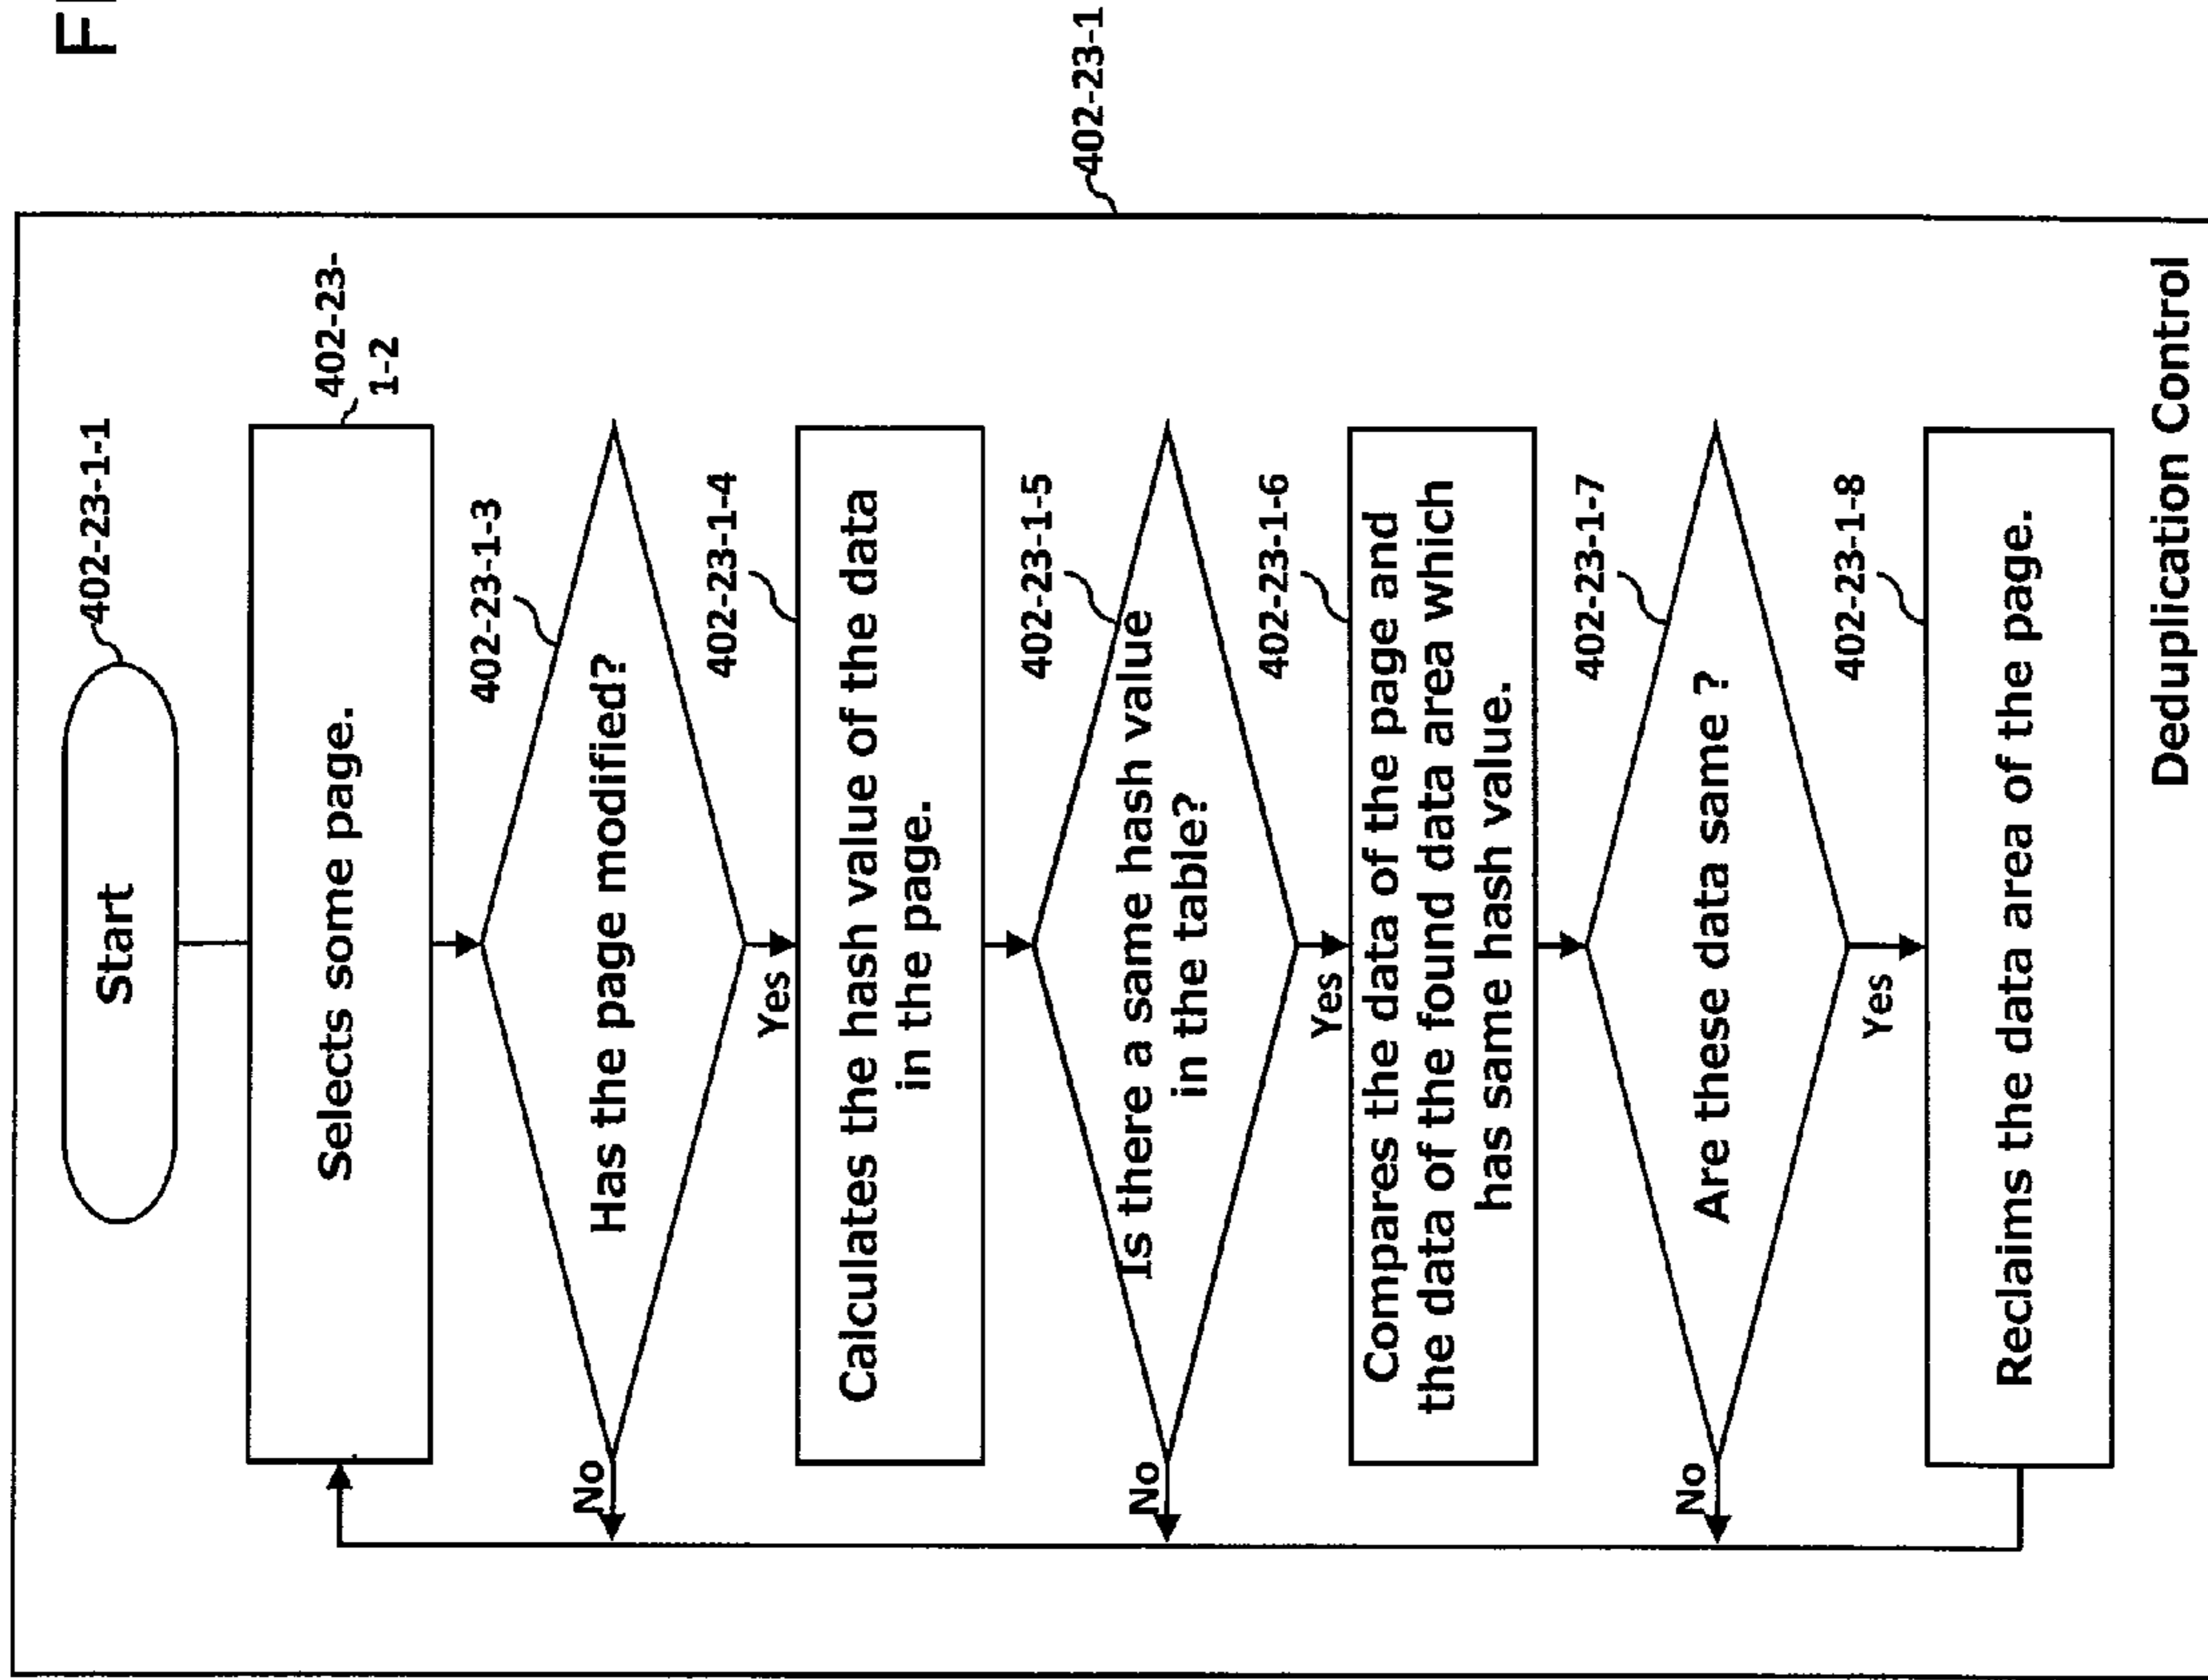 F
402-23-1
402-23-1-1
Start
402-23-
1-2
Selects some page.
402-23-1-3
Has the page modified?
No
Yes
402-23-1-4
Calculates the hash value of the data
in the page.
402-23-1-5
Is there a same hash value
in the table?
No
Yes
402-23-1-6
Compares the data of the page and
the data of the found data area which
has same hash value.
402-23-1-7
Are these data same ?
No
Yes
402-23-1-8
Reclaims the data area of the page.
Deduplication Control